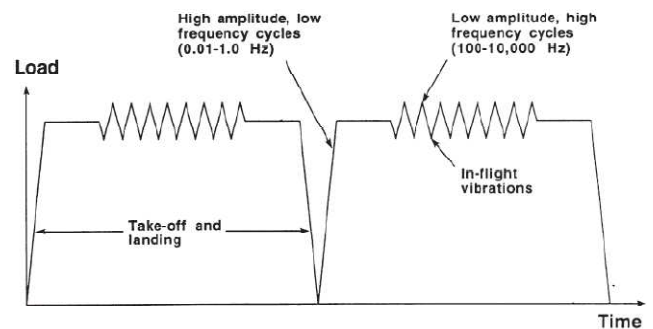 High amplitude, low
frequency cycles
(0.01-1.0 Hz)
Low amplitude, high
frequency cycles
(100-10,000 Hz)
Load
In-flight
vibrations
Take-off and
landing
Time